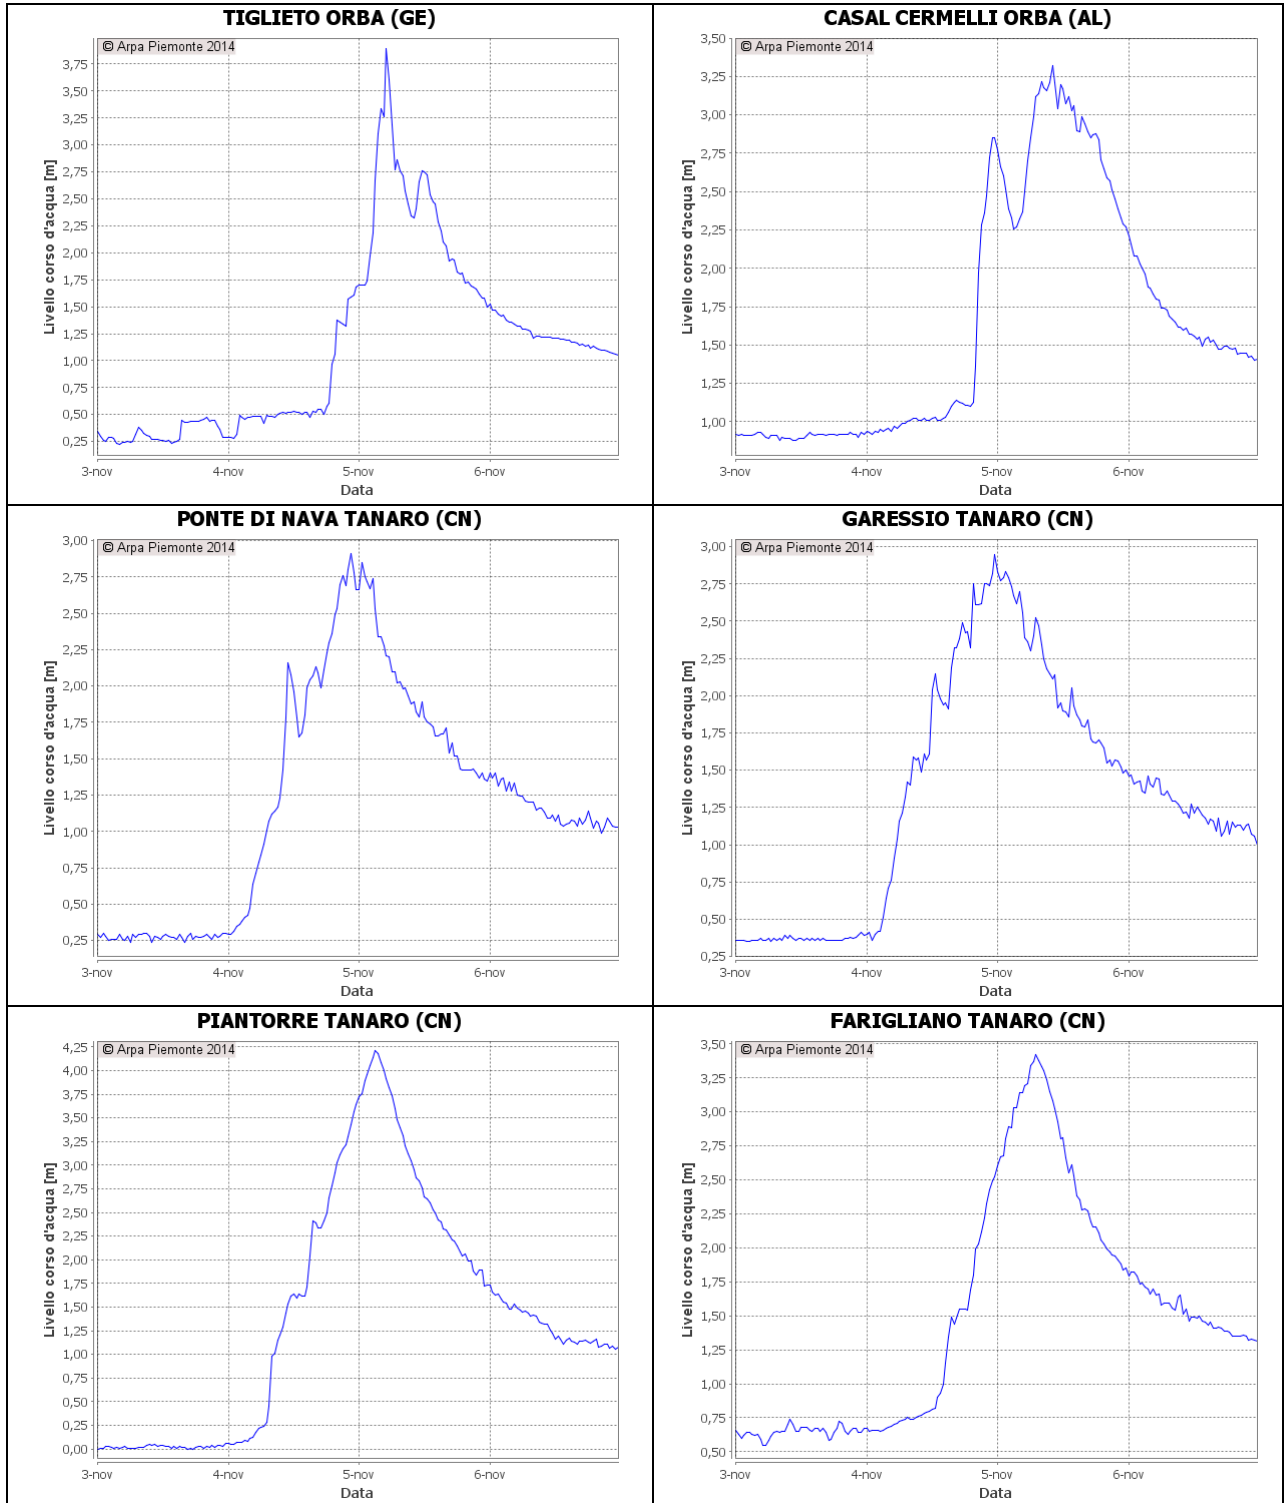 TIGLIETO ORBA (GE)
© Arpa Piemonte 2014
Livello corso d'acqua [m]
3,75
3,50
3,25
3,00
2,75
2,50
2,25
2,00
1,75
1,50
1,25
1,00
0,75
0,50
0,25
3-nov 4-nov 5-nov 6-nov
Data
CASAL CERMELLI ORBA (AL)
© Arpa Piemonte 2014
Livello corso d'acqua [m]
3,50
3,25
3,00
2,75
2,50
2,25
2,00
1,75
1,50
1,25
1,00
3-nov 4-nov 5-nov 6-nov
Data
PONTE DI NAVA TANARO (CN)
© Arpa Piemonte 2014
Livello corso d'acqua [m]
3,00
2,75
2,50
2,25
2,00
1,75
1,50
1,25
1,00
0,75
0,50
0,25
3-nov 4-nov 5-nov 6-nov
Data
GARESSIO TANARO (CN)
© Arpa Piemonte 2014
Livello corso d'acqua [m]
3,00
2,75
2,50
2,25
2,00
1,75
1,50
1,25
1,00
0,75
0,50
0,25
3-nov 4-nov 5-nov 6-nov
Data
PIANTORRE TANARO (CN)
© Arpa Piemonte 2014
Livello corso d'acqua [m]
4,25
4,00
3,75
3,50
3,25
3,00
2,75
2,50
2,25
2,00
1,75
1,50
1,25
1,00
0,75
0,50
0,25
0,00
3-nov 4-nov 5-nov 6-nov
Data
FARIGLIANO TANARO (CN)
© Arpa Piemonte 2014
Livello corso d'acqua [m]
3,50
3,25
3,00
2,75
2,50
2,25
2,00
1,75
1,50
1,25
1,00
0,75
0,50
3-nov 4-nov 5-nov 6-nov
Data